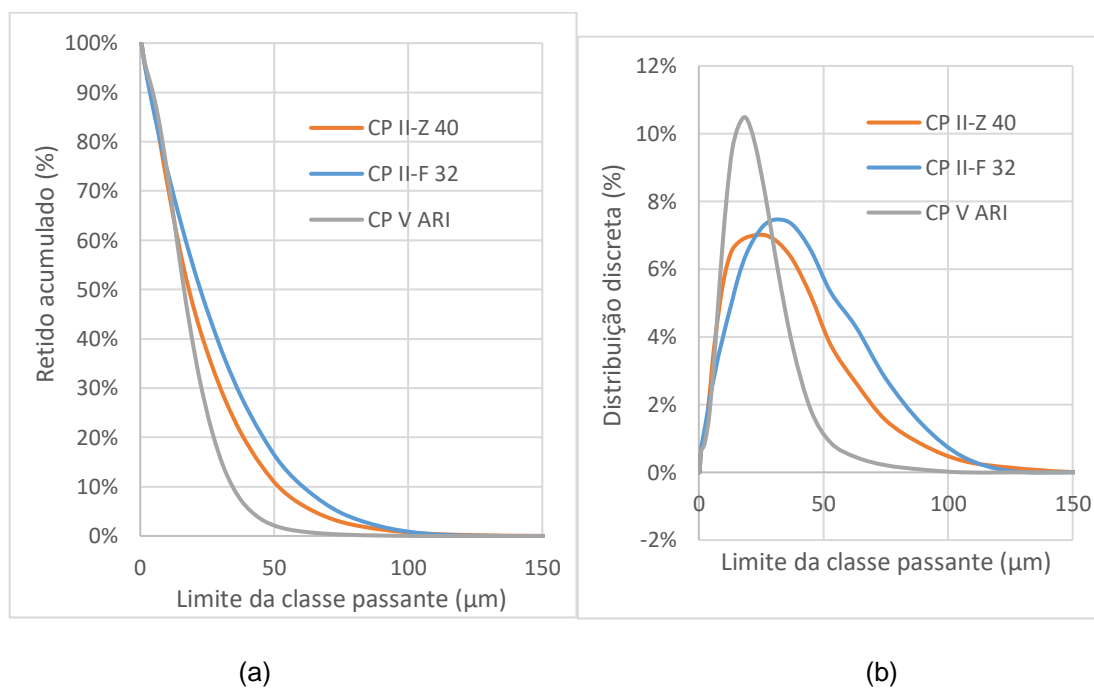 100%
90%
80%
70%
60%
50%
40%
30%
20%
10%
0%
Retido acumulado (%)
CP II-Z 40
CP II-F 32
CP V ARI
0
50
100
150
Limite da classe passante (µm)
(a)
12%
10%
8%
6%
4%
2%
0%
-2%
Distribuição discreta (%)
CP II-Z 40
CP II-F 32
CP V ARI
0
50
100
150
Limite da classe passante (µm)
(b)